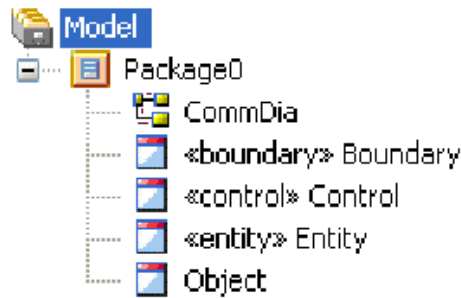 Model
Package0
CommDia
«boundary» Boundary
«control» Control
«entity» Entity
Object